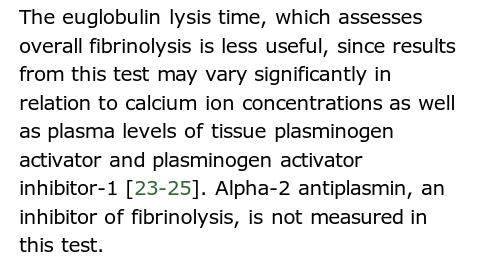 The euglobulin lysis time, which assesses
overall fibrinolysis is less useful, since results
from this test may vary significantly in
relation to calcium ion concentrations as well
as plasma levels of tissue plasminogen
activator and plasminogen activator
inhibitor-1 [23-25]. Alpha-2 antiplasmin, an
inhibitor of fibrinolysis, is not measured in
this test.